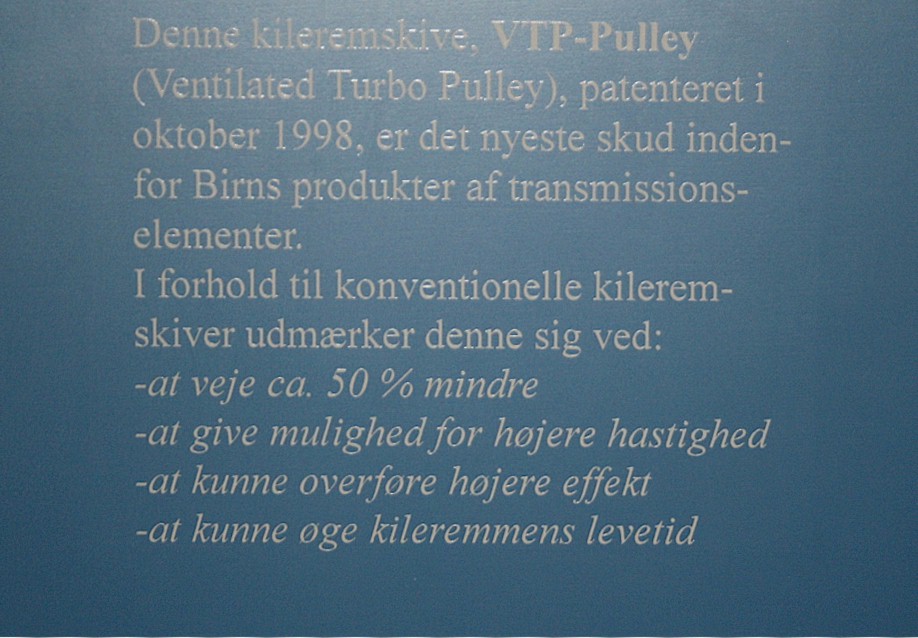 Denne kileremskive, VTP-Pulley
(Ventilated Turbo Pulley), patenteret i
oktober 1998, er det nyeste skud inden-
for Birns produkter af transmissions-
elementer.
I forhold til konventionelle kilerem-
skiver udmærker denne sig ved:
-at veje ca. 50 % mindre
-at give mulighed for højere hastighed
-at kunne overføre højere effekt
-at kunne øge kileremmens levetid